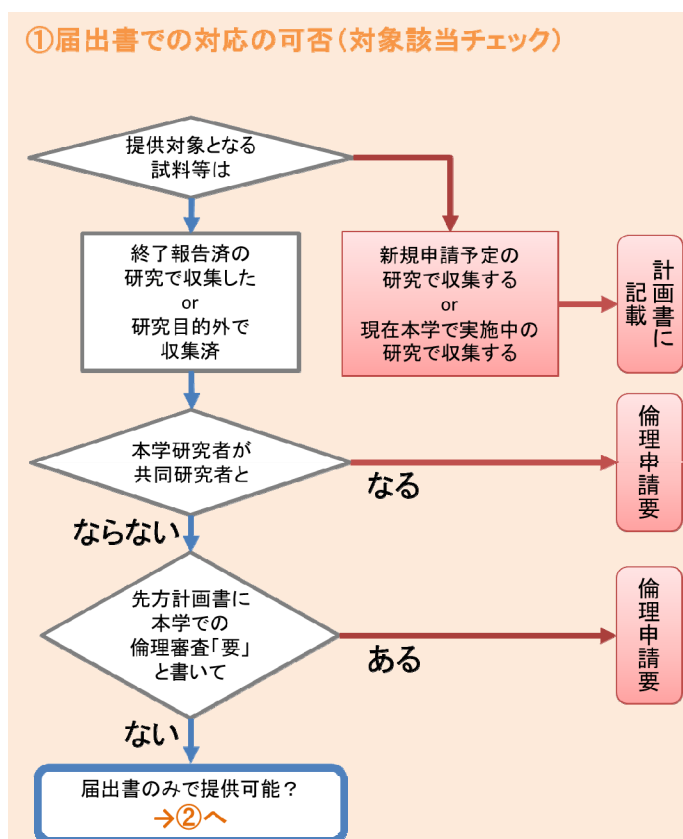 ①届出書での対応の可否(対象該当チェック)
提供対象となる
試料等は
終了報告済の
研究で収集した
or
研究目的外で
収集済
新規申請予定の
研究で収集する
or
現在本学で実施中の
研究で収集する
計画書に
記載
本学研究者が
共同研究者と
なる
倫理申請要
ならない
先方計画書に
本学での
倫理審査「要」
と書いて
ある
倫理申請要
ない
届出書のみで提供可能？
→②へ